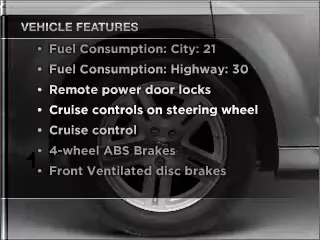 VEHICLE FEATURES
• Fuel Consumption: City: 21
• Fuel Consumption: Highway: 30
• Remote power door locks
• Cruise controls on steering wheel
• Cruise control
• 4-wheel ABS Brakes
• Front Ventilated disc brakes